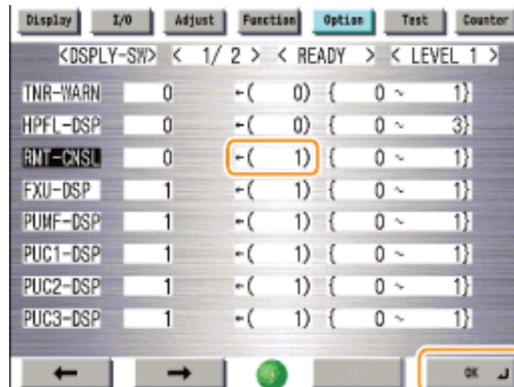 Display I/O Adjust Function Option Test Counter
<DSPLY-SW> < 1/ 2 > < READY > < LEVEL 1 >
TNR-WARN 0 ←( 0) { 0 ~ 1}
HPFL-DSP 0 ←( 0) { 0 ~ 3}
RMT-CNSL 0 ←( 1) { 0 ~ 1}
FXU-DSP 1 ←( 1) { 0 ~ 1}
PUMF-DSP 1 ←( 1) { 0 ~ 1}
PUC1-DSP 1 ←( 1) { 0 ~ 1}
PUC2-DSP 1 ←( 1) { 0 ~ 1}
PUC3-DSP 1 ←( 1) { 0 ~ 1}
← → OK ↵